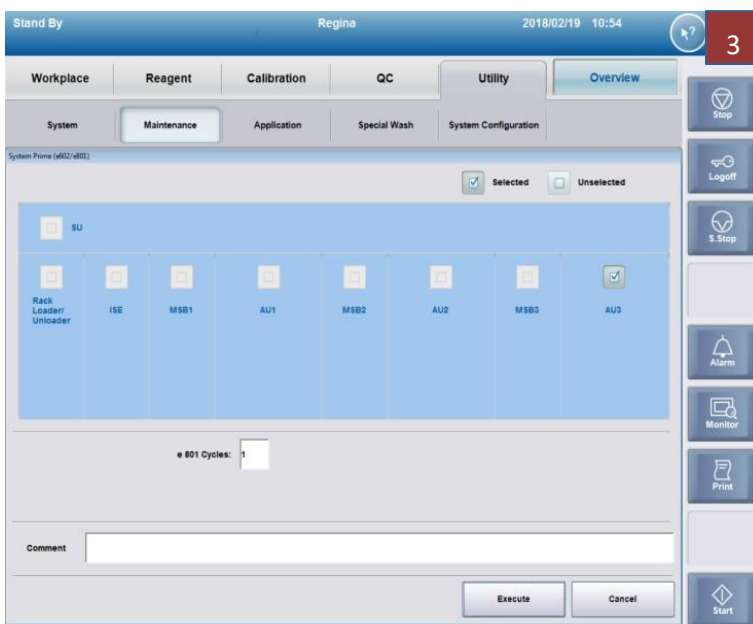 Stand By Regina 2018/02/19 10:54
?
3
Workplace Reagent Calibration QC Utility Overview
System Maintenance Application Special Wash System Configuration
System Prime (e602/e801)
Selected Unselected
SU
Rack
Loader/
Unloader
ISE MSB1 AU1 MSB2 AU2 MSB3 AU3
e 801 Cycles: 1
Comment
Execute Cancel
Stop
Logoff
S.Stop
Alarm
Monitor
Print
Start